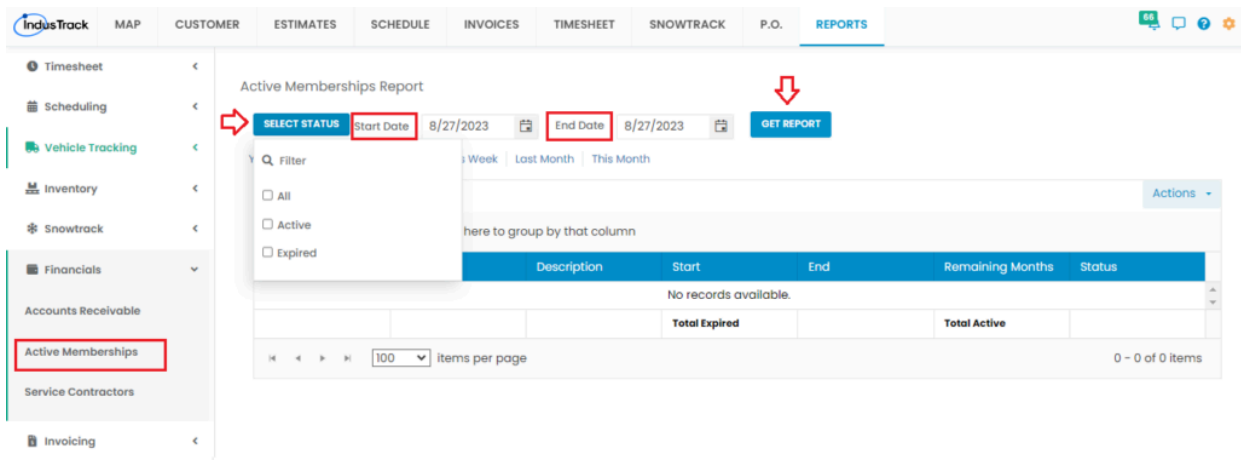 IndusTrack MAP CUSTOMER ESTIMATES SCHEDULE INVOICES TIMESHEET SNOWTRACK P.O. REPORTS 66
Timesheet
Scheduling
Vehicle Tracking
Inventory
Snowtrack
Financials
Accounts Receivable
Active Memberships
Service Contractors
Invoicing
Active Memberships Report
SELECT STATUS Start Date 8/27/2023 End Date 8/27/2023 GET REPORT
Filter
All
Active
Expired
Week Last Month This Month
Actions
here to group by that column
Description Start End Remaining Months Status
No records available.
Total Expired Total Active
100 items per page 0 - 0 of 0 items